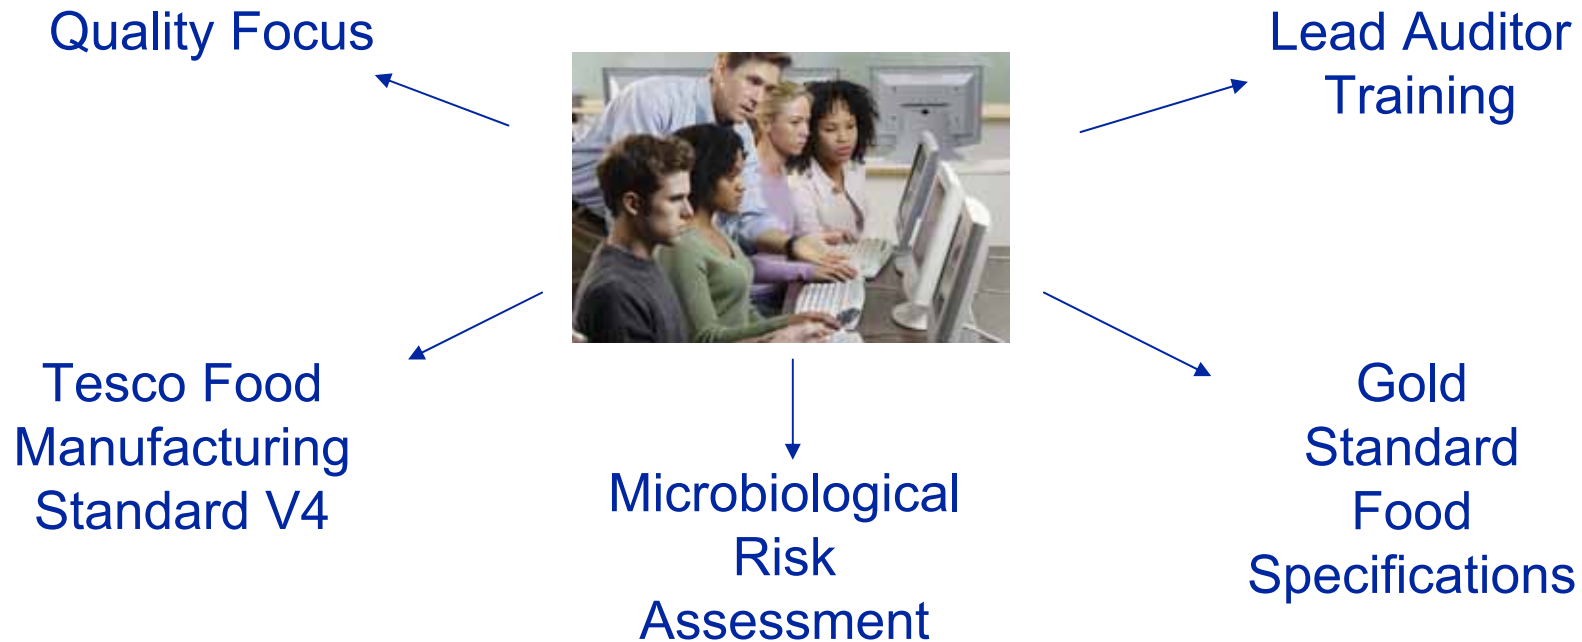 Quality Focus
Lead Auditor
Training
Tesco Food
Manufacturing
Standard V4
Microbiological
Risk
Assessment
Gold
Standard
Food
Specifications